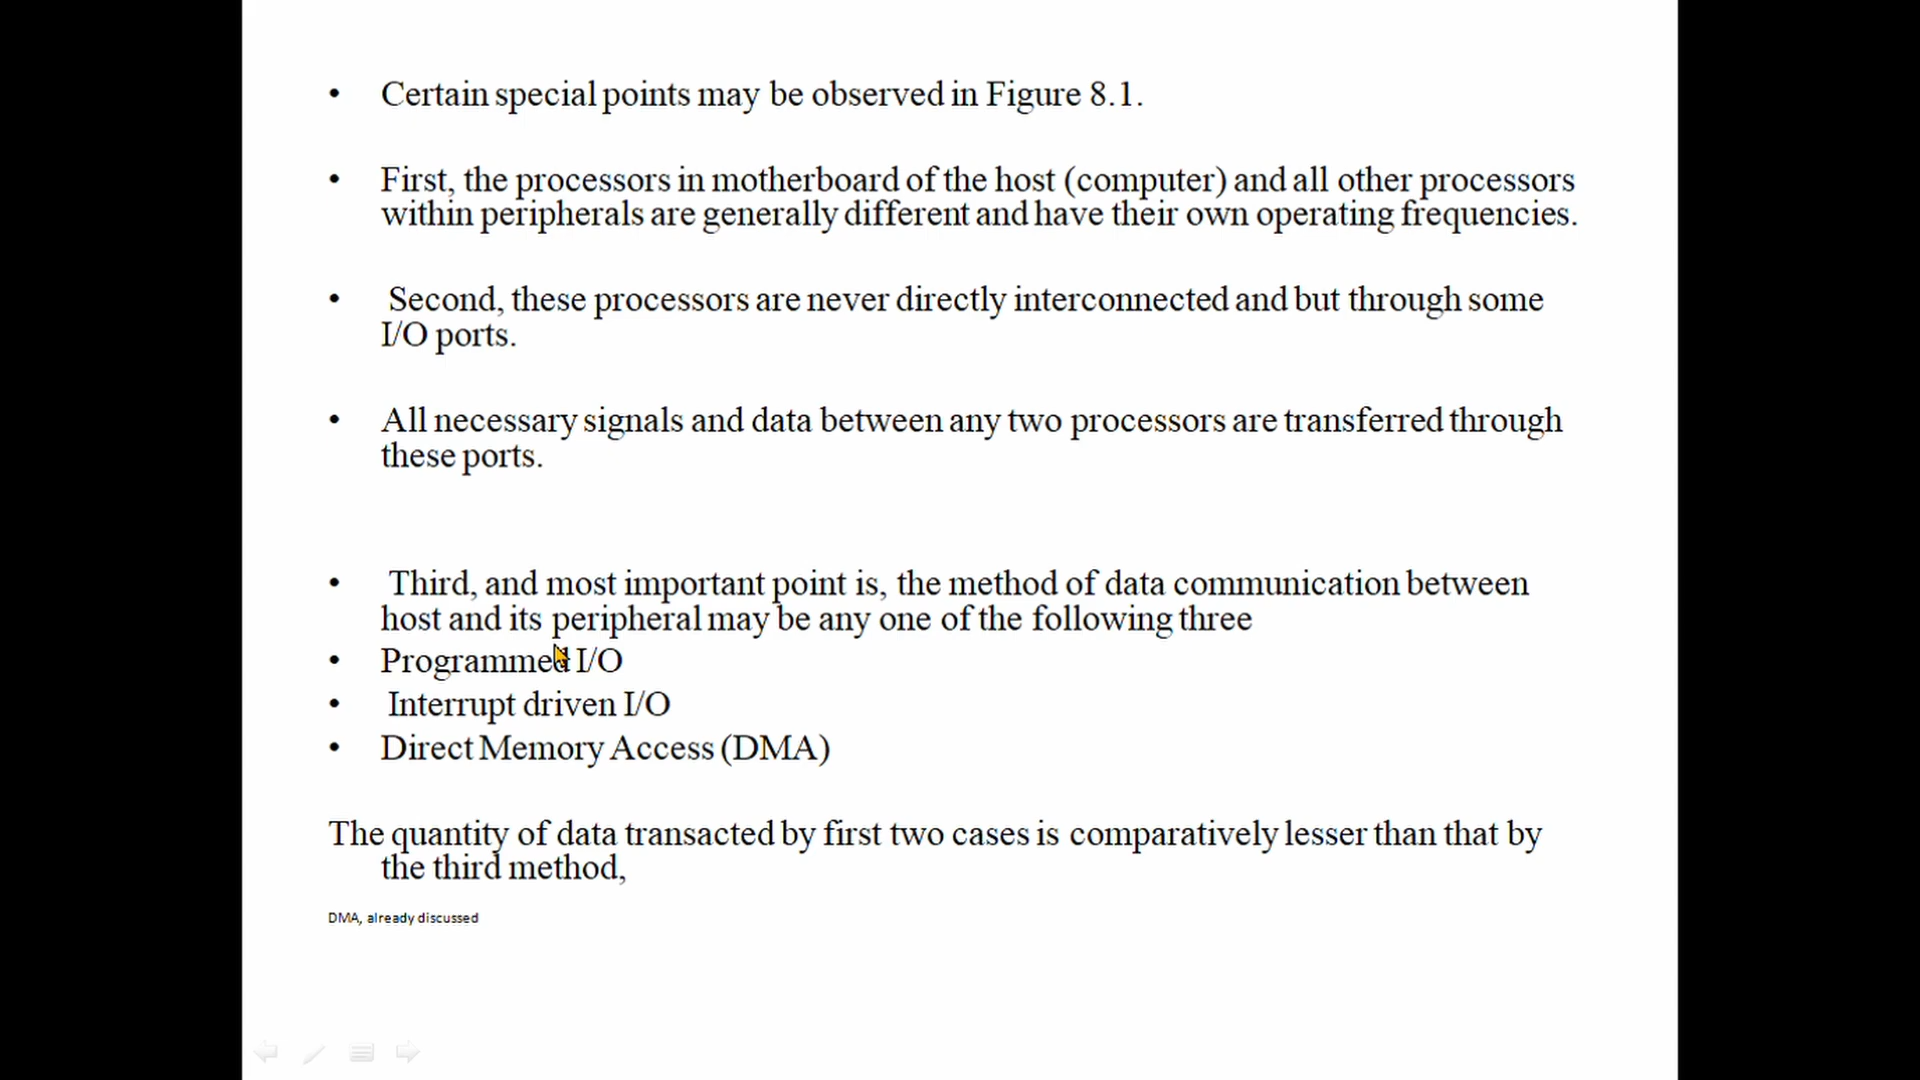 • Certain special points may be observed in Figure 8.1.
• First, the processors in motherboard of the host (computer) and all other processors
within peripherals are generally different and have their own operating frequencies.
• Second, these processors are never directly interconnected and but through some
I/O ports.
• All necessary signals and data between any two processors are transferred through
these ports.
• Third, and most important point is, the method of data communication between
host and its peripheral may be any one of the following three
• Programmed I/O
• Interrupt driven I/O
• Direct Memory Access (DMA)
The quantity of data transacted by first two cases is comparatively lesser than that by
the third method,
DMA, already discussed